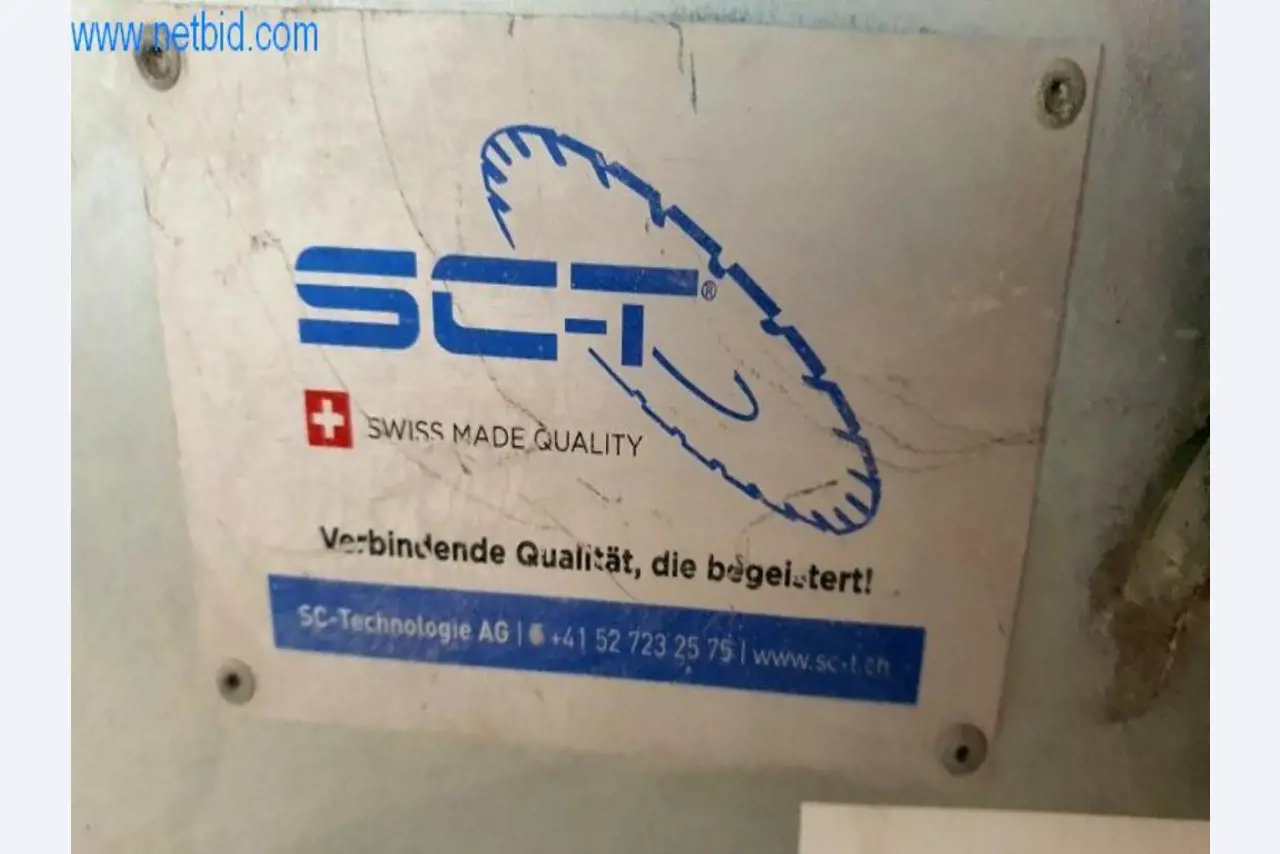 www.netbid.com
SC-T®
SWISS MADE QUALITY
Verbindende Qualität, die begeistert!
SC-Technologie AG | +41 52 723 25 75 | www.sc-t.ch